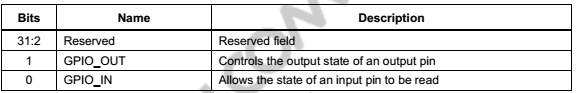 Bits Name Description
31:2 Reserved Reserved field
1 GPIO_OUT Controls the output state of an output pin
0 GPIO_IN Allows the state of an input pin to be read